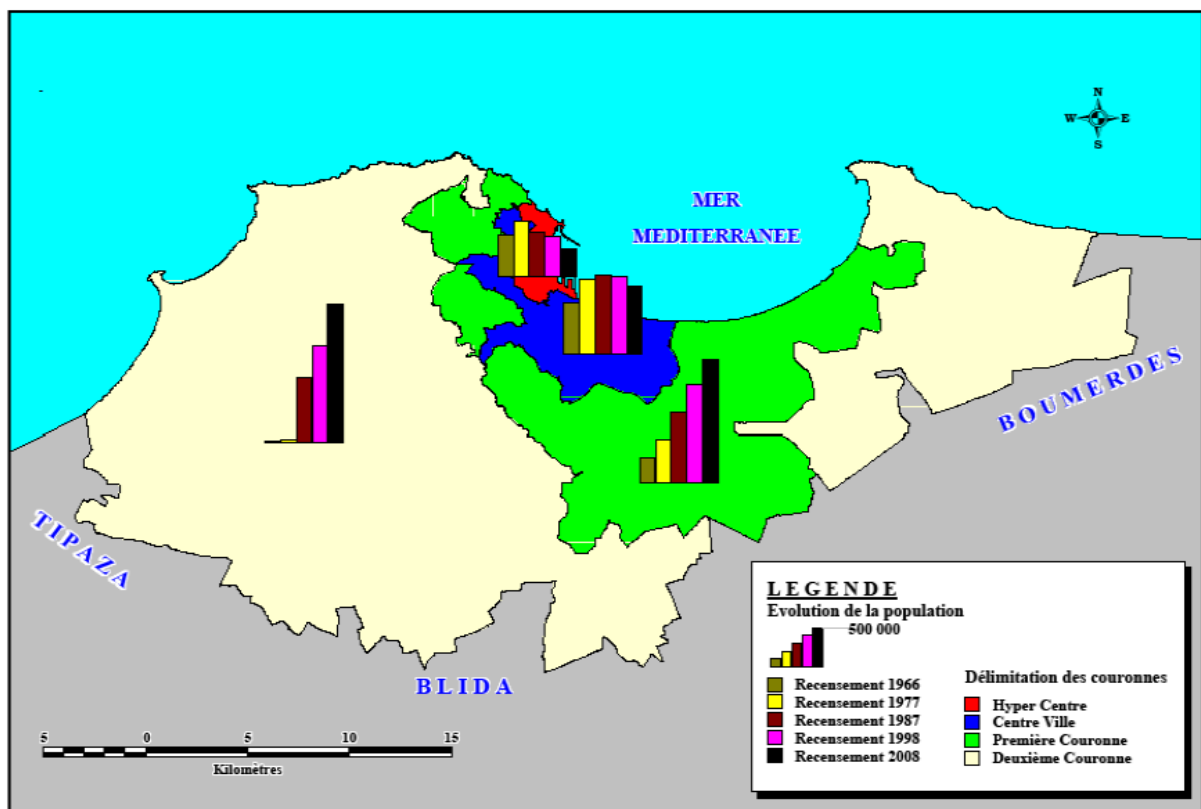 N
W E
S
MER
MEDITERRANEE
BOUMERDES
TIPAZA
BLIDA
LEGENDE
Evolution de la population
500 000
Recensement 1966
Recensement 1977
Recensement 1987
Recensement 1998
Recensement 2008
Délimitation des couronnes
Hyper Centre
Centre Ville
Première Couronne
Deuxième Couronne
5 0 5 10 15
Kilomètres